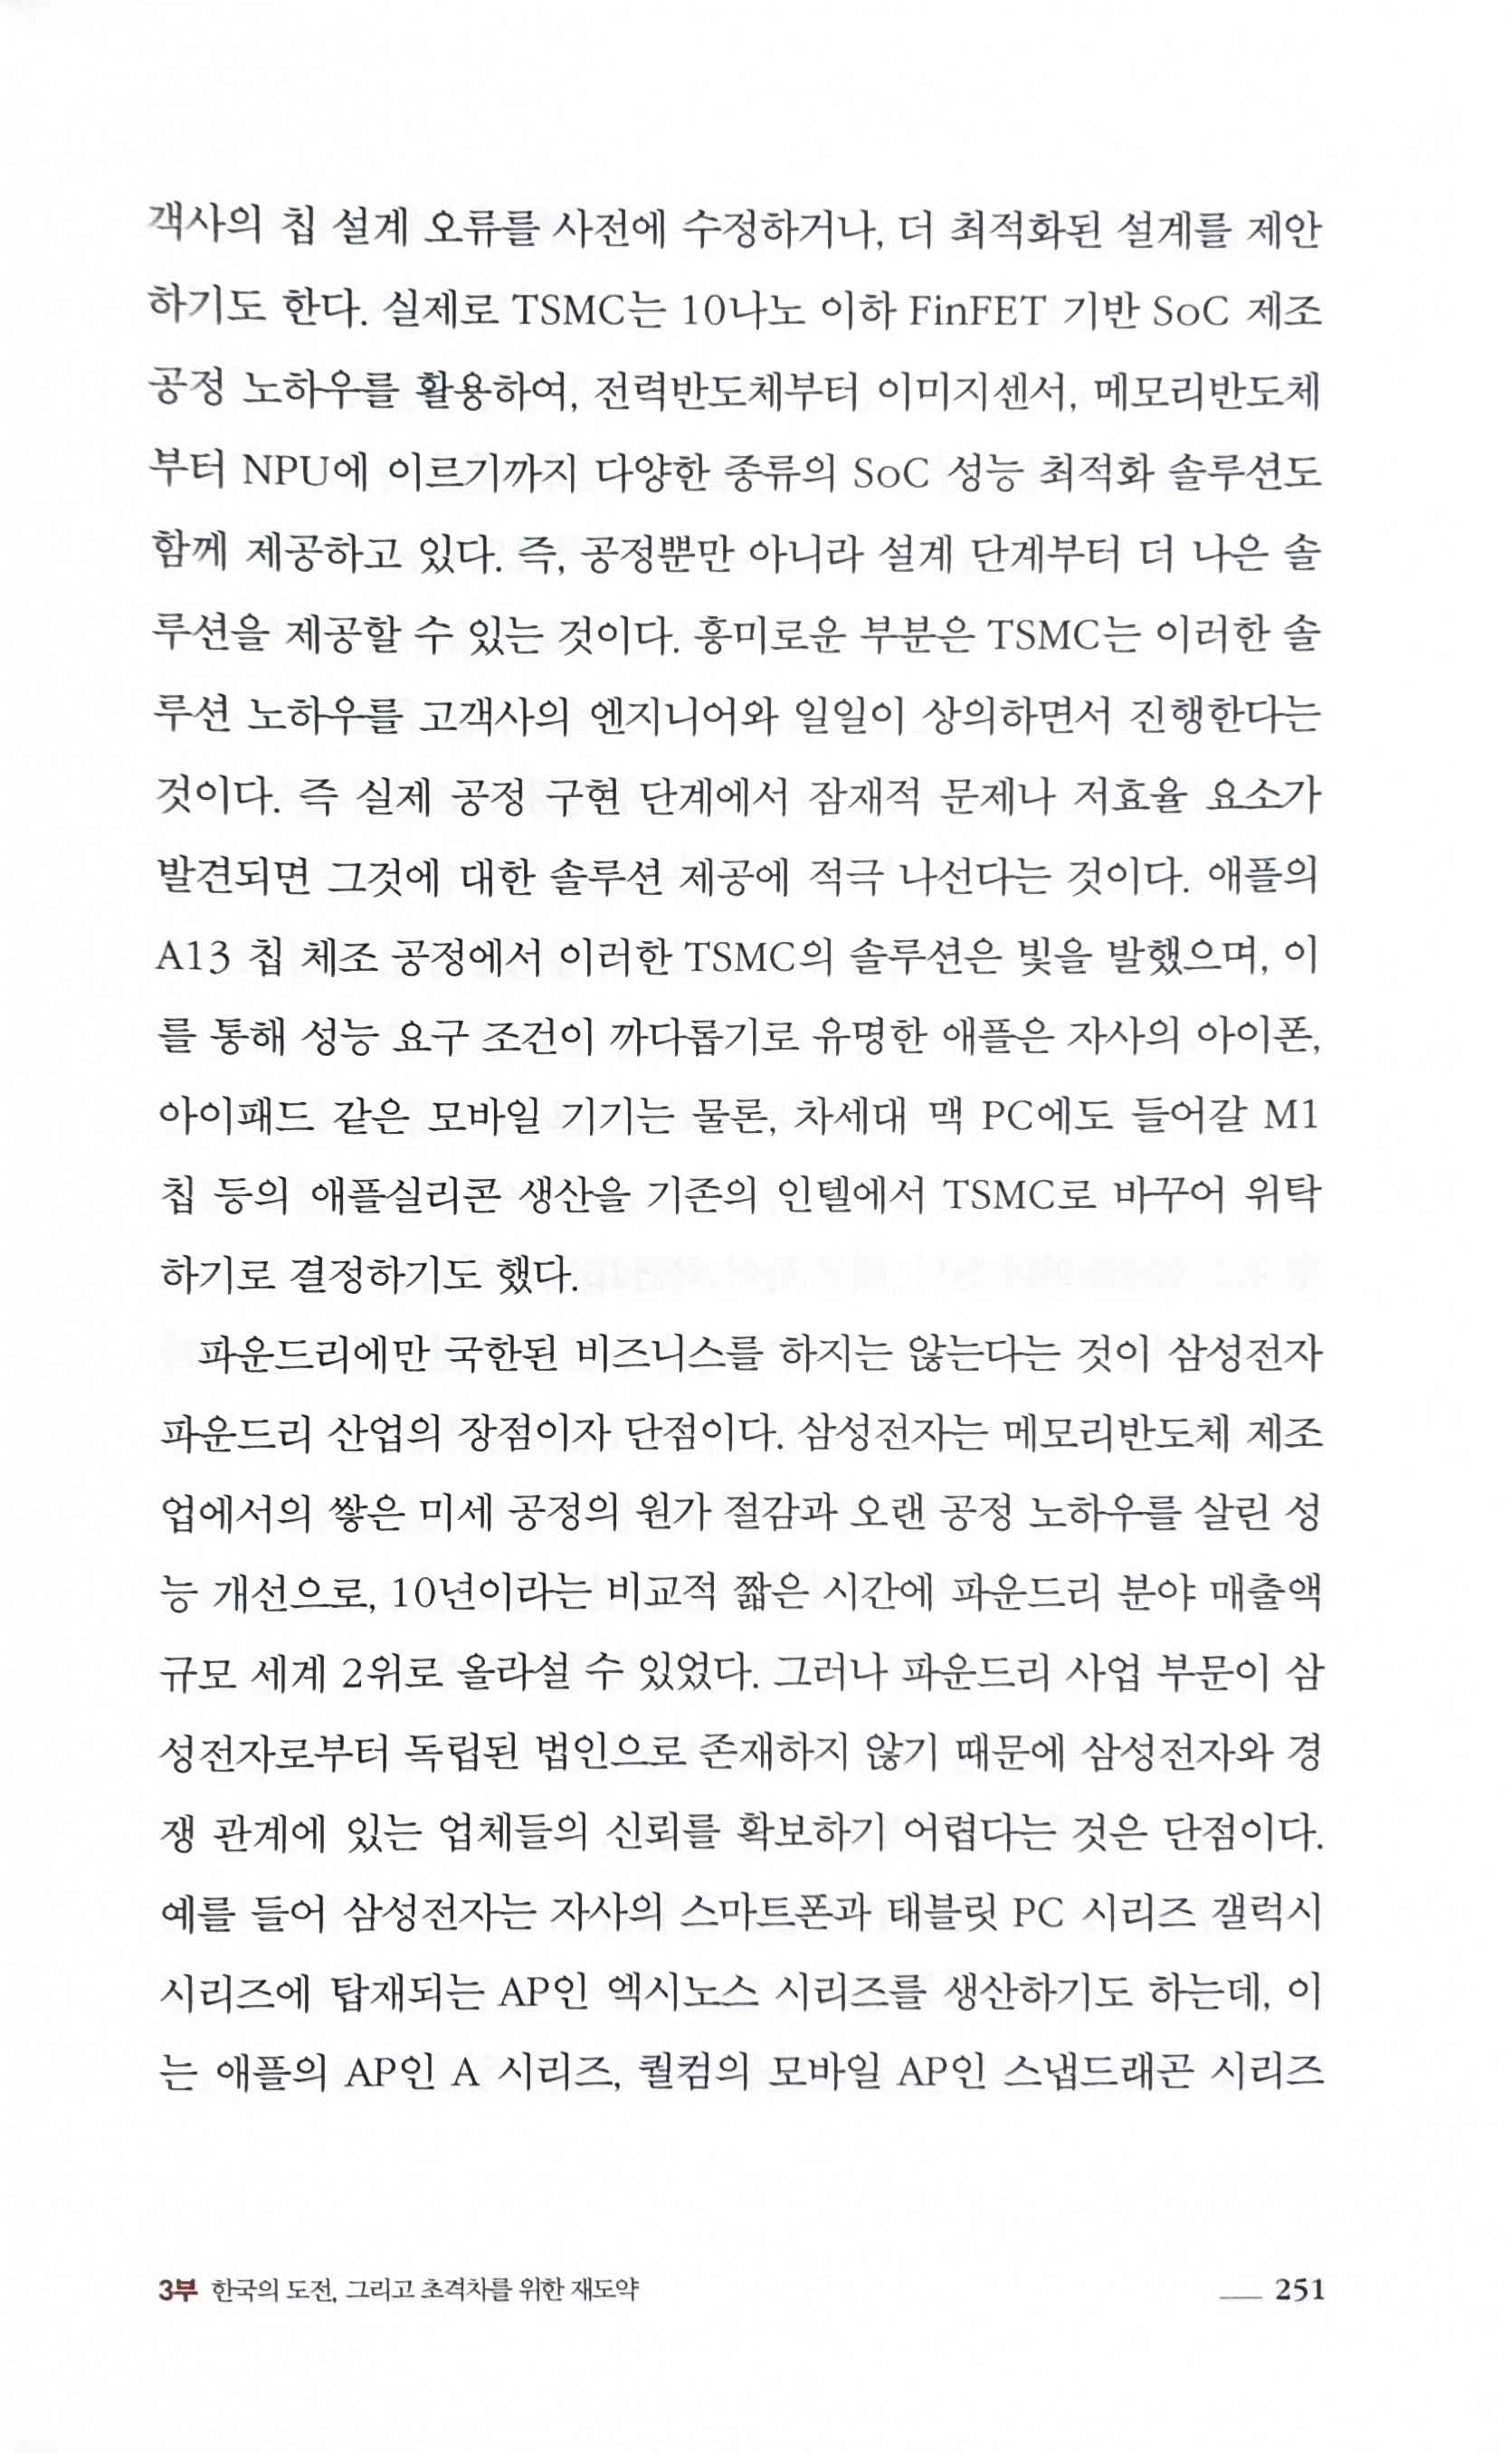 객사의 칩 설계 오류를 사전에 수정하거나, 더 최적화된 설계를 제안
하기도 한다. 실제로 TSMC는 10나노 이하 FinFET 기반 SoC 제조
공정 노하우를 활용하여, 전력반도체부터 이미지센서, 메모리반도체
부터 NPU에 이르기까지 다양한 종류의 SoC 성능 최적화 솔루션도
함께 제공하고 있다. 즉, 공정뿐만 아니라 설계 단계부터 더 나은 솔
루션을 제공할 수 있는 것이다. 흥미로운 부분은 TSMC는 이러한 솔
루션 노하우를 고객사의 엔지니어와 일일이 상의하면서 진행한다는
것이다. 즉 실제 공정 구현 단계에서 잠재적 문제나 저효율 요소가
발견되면 그것에 대한 솔루션 제공에 적극 나선다는 것이다. 애플의
A13 칩 체조 공정에서 이러한 TSMC의 솔루션은 빛을 발했으며, 이
를 통해 성능 요구 조건이 까다롭기로 유명한 애플은 자사의 아이폰,
아이패드 같은 모바일 기기는 물론, 차세대 맥 PC에도 들어갈 M1
칩 등의 애플실리콘 생산을 기존의 인텔에서 TSMC로 바꾸어 위탁
하기로 결정하기도 했다.
파운드리에만 국한된 비즈니스를 하지는 않는다는 것이 삼성전자
파운드리 산업의 장점이자 단점이다. 삼성전자는 메모리반도체 제조
업에서의 쌓은 미세 공정의 원가 절감과 오랜 공정 노하우를 살린 성
능 개선으로, 10년이라는 비교적 짧은 시간에 파운드리 분야 매출액
규모 세계 2위로 올라설 수 있었다. 그러나 파운드리 사업 부문이 삼
성전자로부터 독립된 법인으로 존재하지 않기 때문에 삼성전자와 경
쟁 관계에 있는 업체들의 신뢰를 확보하기 어렵다는 것은 단점이다.
예를 들어 삼성전자는 자사의 스마트폰과 태블릿 PC 시리즈 갤럭시
시리즈에 탑재되는 AP인 엑시노스 시리즈를 생산하기도 하는데, 이
는 애플의 AP인 A 시리즈, 퀄컴의 모바일 AP인 스냅드래곤 시리즈
3부 한국의 도전, 그리고 초격차를 위한 재도약
251